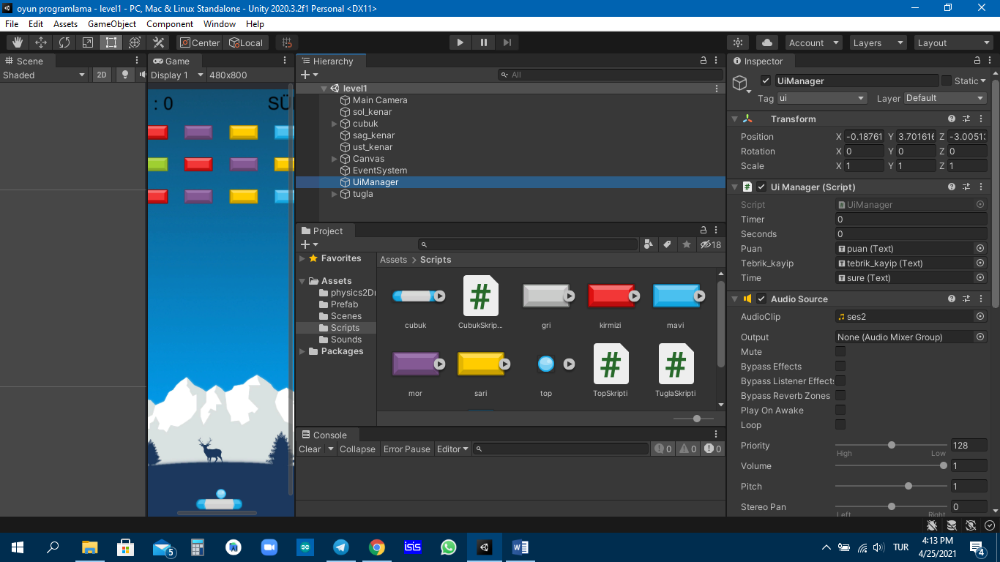 oyun programlama - level1 - PC, Mac & Linux Standalone - Unity 2020.3.2f1 Personal <DX11>
File Edit Assets GameObject Component Window Help
Center Local Account Layers Layout
Scene
Shaded 2D
Game
Display 1 480x800
: 0 SÜ
Hierarchy
All
level1
Main Camera
sol_kenar
cubuk
sag_kenar
ust_kenar
Canvas
EventSystem
UiManager
tugla
Project
18
Favorites
Assets
physics2Dr
Prefab
Scenes
Scripts
Sounds
Packages
Assets > Scripts
cubuk CubukSkrip... gri kirmizi mavi
mor sari top TopSkripti TuglaSkripti
Console
Clear Collapse Error Pause Editor 0 0 0
Inspector
UiManager Static
Tag ui Layer Default
Transform
Position X -0.18761 Y 3.701616 Z -3.00513
Rotation X 0 Y 0 Z 0
Scale X 1 Y 1 Z 1
# Ui Manager (Script)
Script UiManager
Timer 0
Seconds 0
Puan puan (Text)
Tebrik_kayip tebrik_kayip (Text)
Time sure (Text)
Audio Source
AudioClip ses2
Output None (Audio Mixer Group)
Mute
Bypass Effects
Bypass Listener Effects
Bypass Reverb Zones
Play On Awake
Loop
Priority 128
High Low
Volume 1
Pitch 1
Stereo Pan 0
Left Right
5
isis
W
TUR
4:13 PM
4/25/2021
4